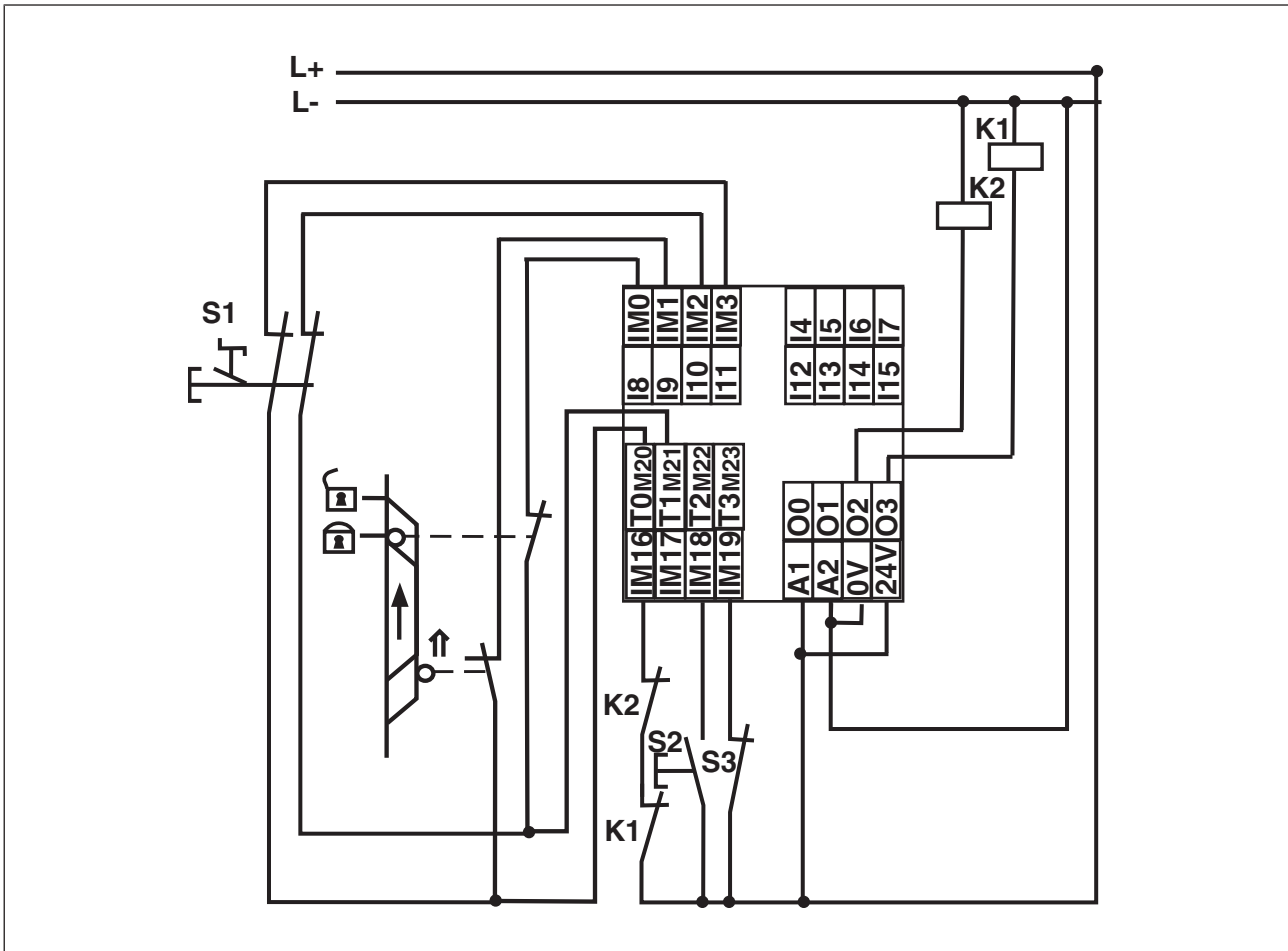 L+
L-
K1
K2
S1
IM0 IM1 IM2 IM3
I4 I5 I6 I7
I8 I9 I10 I11
I12 I13 I14 I15
T0M20 T1M21 T2M22 T3M23
O0 O1 O2 O3
IM16 IM17 IM18 IM19
A1 A2 0V 24V
K2
S2
S3
K1